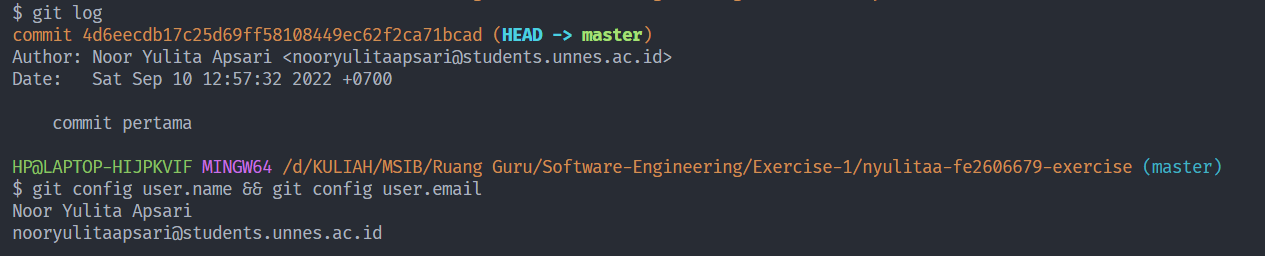 $ git log
commit 4d6eecdb17c25d69ff58108449ec62f2ca71bcad (HEAD -> master)
Author: Noor Yulita Apsari <nooryulitaapsari@students.unnes.ac.id>
Date:   Sat Sep 10 12:57:32 2022 +0700
    commit pertama
HP@LAPTOP-HIJPKVIF MINGW64 /d/KULIAH/MSIB/Ruang Guru/Software-Engineering/Exercise-1/nyulitaa-fe2606679-exercise (master)
$ git config user.name && git config user.email
Noor Yulita Apsari
nooryulitaapsari@students.unnes.ac.id